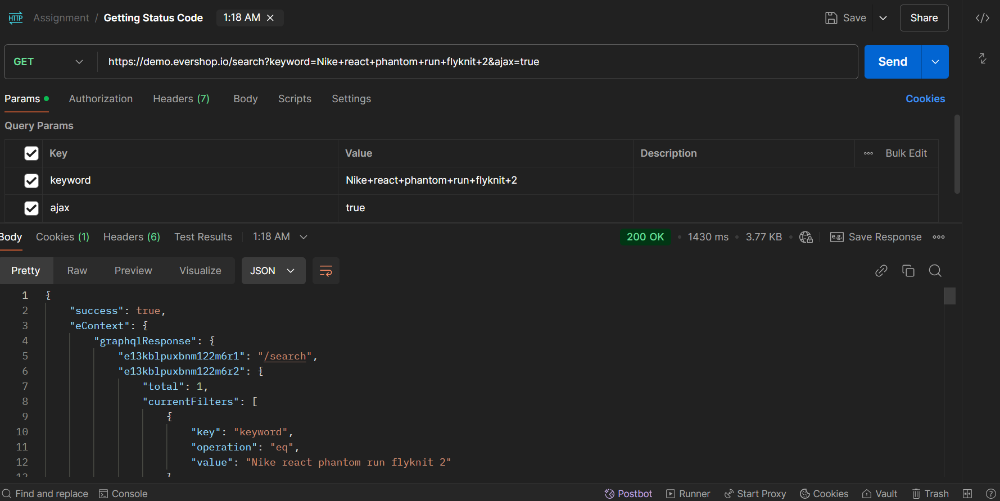 HTTP Assignment / Getting Status Code 1:18 AM Save Share
GET https://demo.evershop.io/search?keyword=Nike+react+phantom+run+flyknit+2&ajax=true Send
Params Authorization Headers (7) Body Scripts Settings Cookies
Query Params
Key Value Description Bulk Edit
keyword Nike+react+phantom+run+flyknit+2
ajax true
Body Cookies (1) Headers (6) Test Results 1:18 AM 200 OK 1430 ms 3.77 KB e.g. Save Response
Pretty Raw Preview Visualize JSON
1 {
2 "success": true,
3 "eContext": {
4 "graphqlResponse": {
5 "e13kblpuxbnm122m6r1": "/search",
6 "e13kblpuxbnm122m6r2": {
7 "total": 1,
8 "currentFilters": [
9 {
10 "key": "keyword",
11 "operation": "eq",
12 "value": "Nike react phantom run flyknit 2"
13 }
Find and replace Console Postbot Runner Start Proxy Cookies Vault Trash